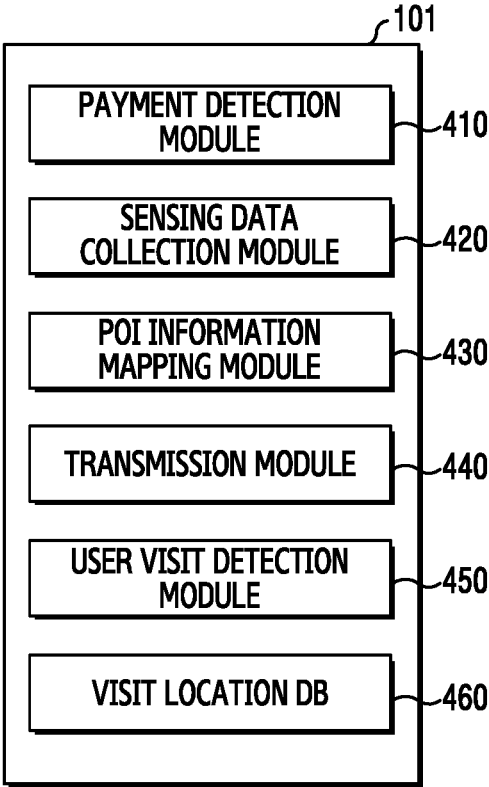 101
PAYMENT DETECTION
MODULE
410
SENSING DATA
COLLECTION MODULE
420
POI INFORMATION
MAPPING MODULE
430
TRANSMISSION MODULE
440
USER VISIT DETECTION
MODULE
450
VISIT LOCATION DB
460